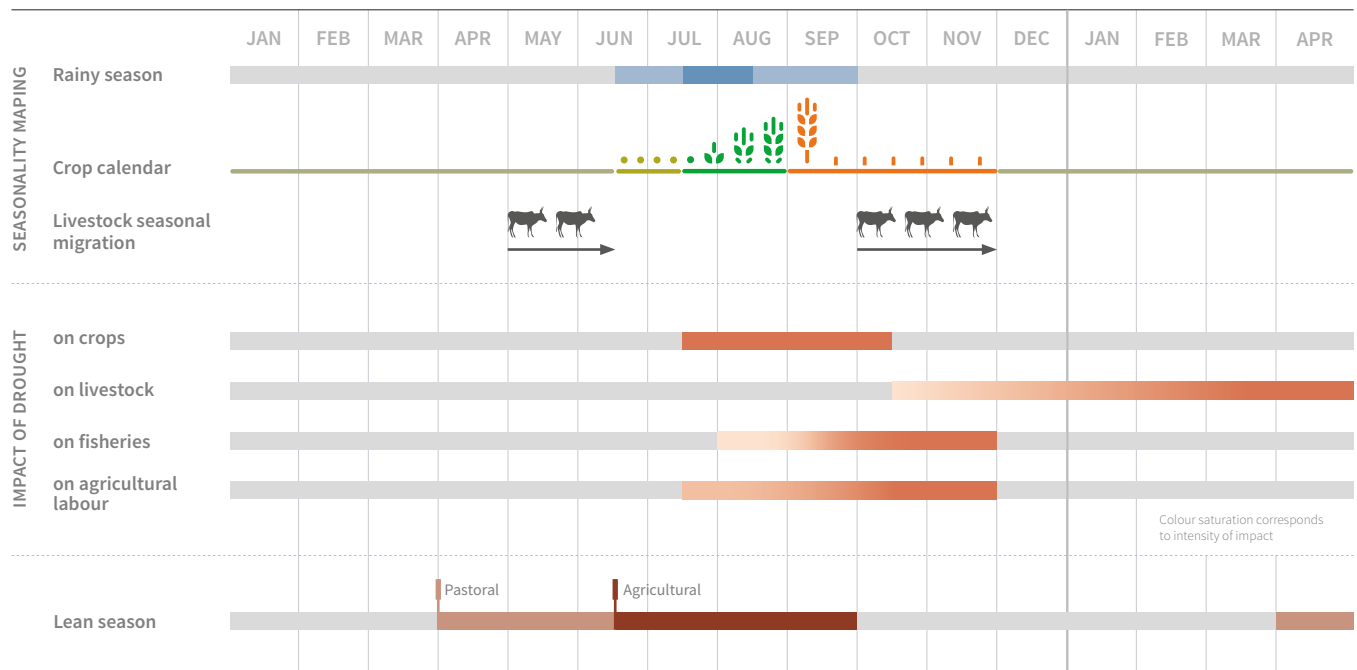 JAN FEB MAR APR MAY JUN JUL AUG SEP OCT NOV DEC JAN FEB MAR APR
SEASONALITY MAPING
Rainy season
Crop calendar
Livestock seasonal
migration
IMPACT OF DROUGHT
on crops
on livestock
on fisheries
on agricultural
labour
Colour saturation corresponds
to intensity of impact
Pastoral
Agricultural
Lean season